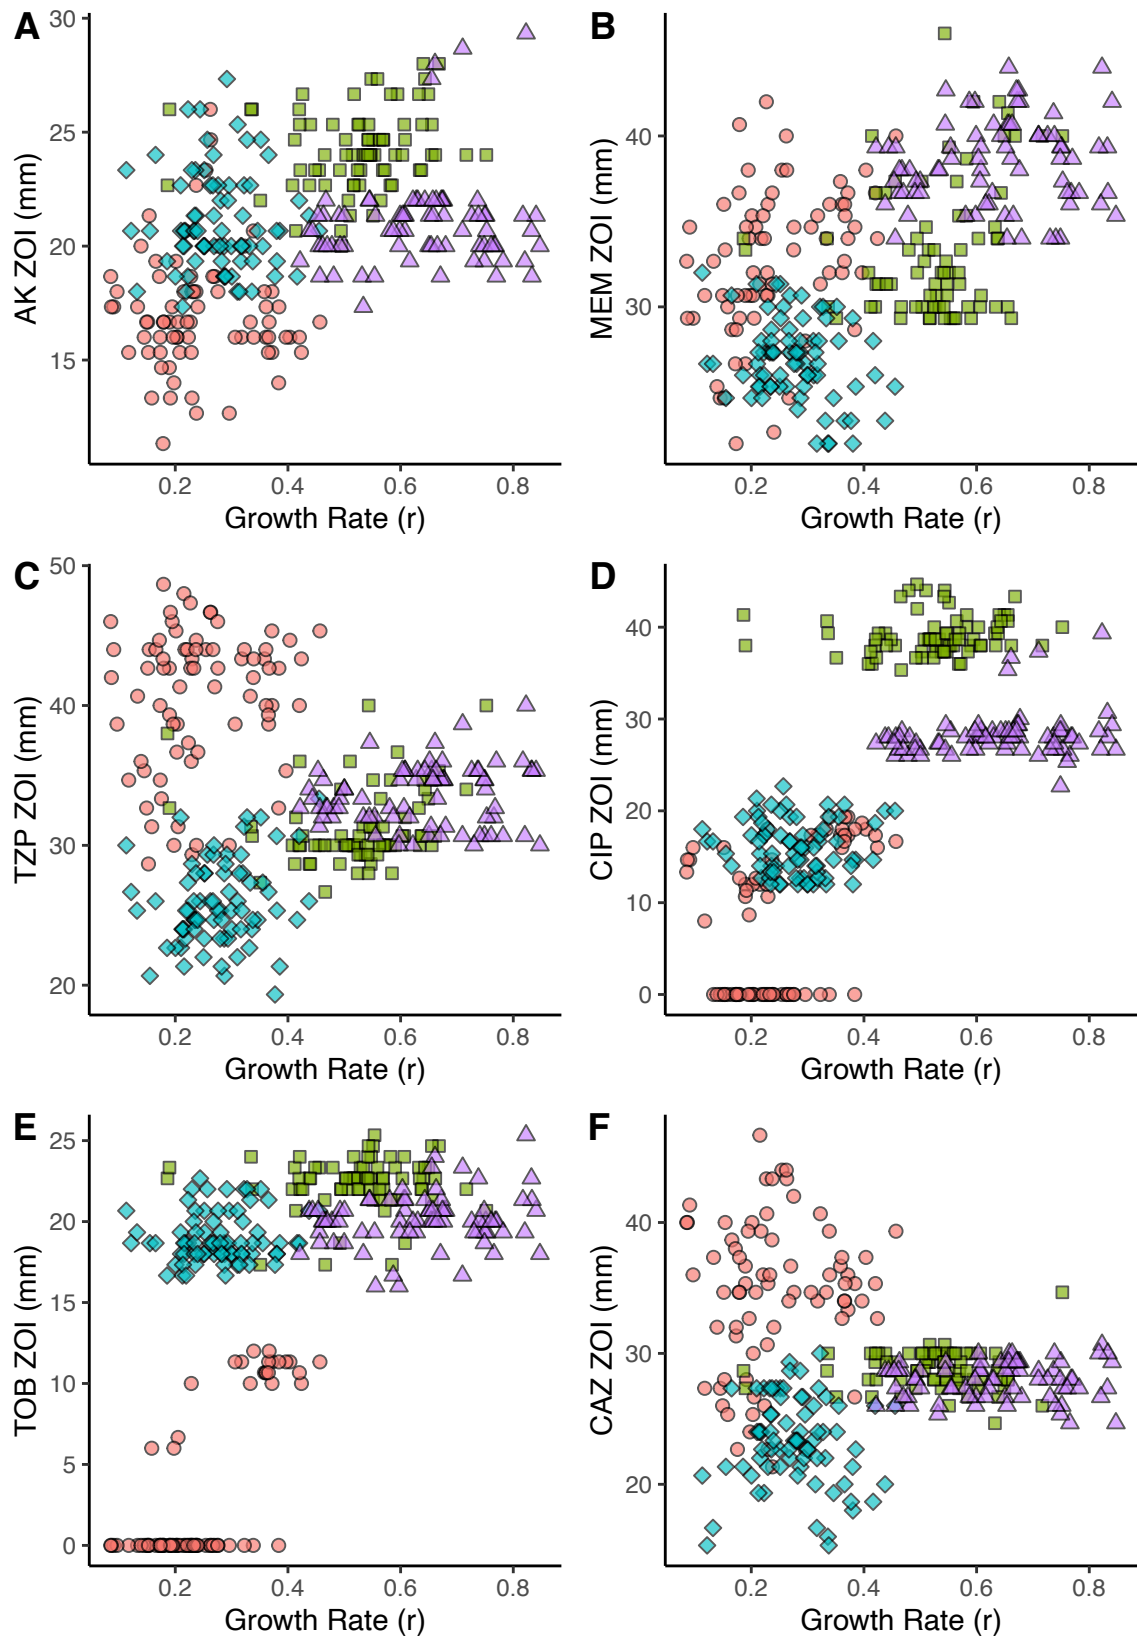 A
B
AK ZOI (mm)
30
25
20
15
0.2 0.4 0.6 0.8
Growth Rate (r)
MEM ZOI (mm)
40
30
0.2 0.4 0.6 0.8
Growth Rate (r)
C
D
TZP ZOI (mm)
50
40
30
20
0.2 0.4 0.6 0.8
Growth Rate (r)
CIP ZOI (mm)
40
30
20
10
0
0.2 0.4 0.6 0.8
Growth Rate (r)
E
F
TOB ZOI (mm)
25
20
15
10
5
0
0.2 0.4 0.6 0.8
Growth Rate (r)
CAZ ZOI (mm)
40
30
20
0.2 0.4 0.6 0.8
Growth Rate (r)